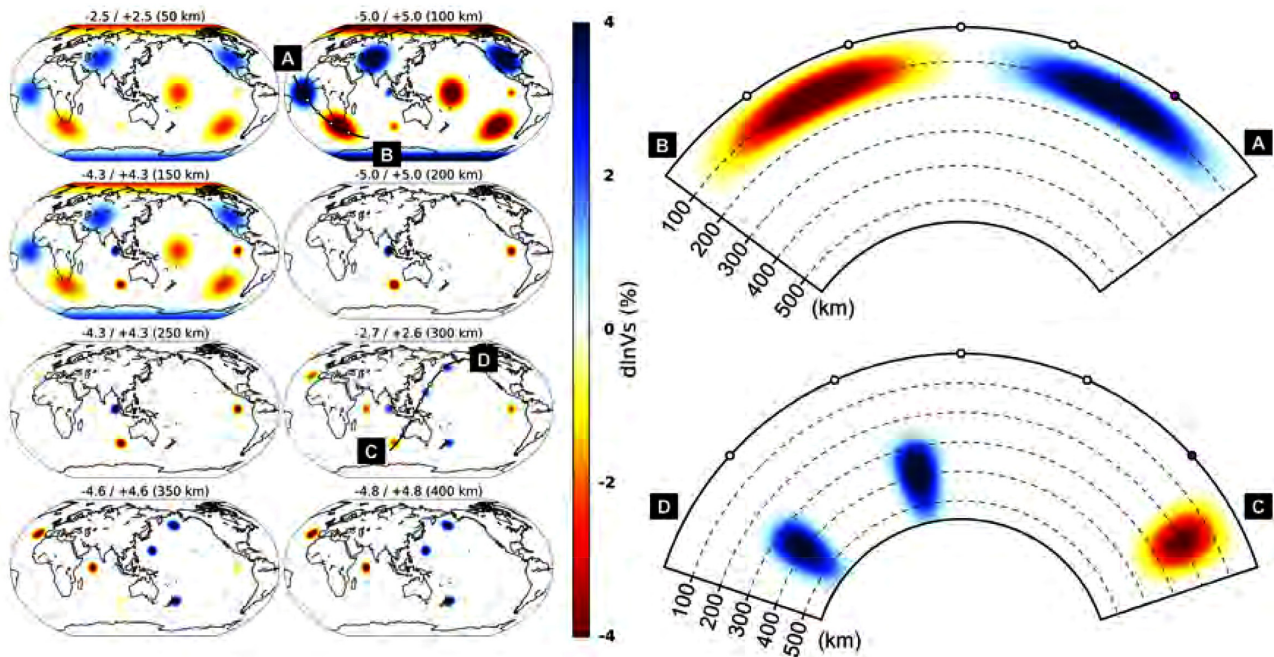 -2.5 / +2.5 (50 km)
-5.0 / +5.0 (100 km)
A
B
-4.3 / +4.3 (150 km)
-5.0 / +5.0 (200 km)
-4.3 / +4.3 (250 km)
-2.7 / +2.6 (300 km)
D
C
-4.6 / +4.6 (350 km)
-4.8 / +4.8 (400 km)
4
2
0
-2
-4
dlnVs (%)
B
A
100
200
300
400
500
(km)
D
C
100
200
300
400
500
(km)